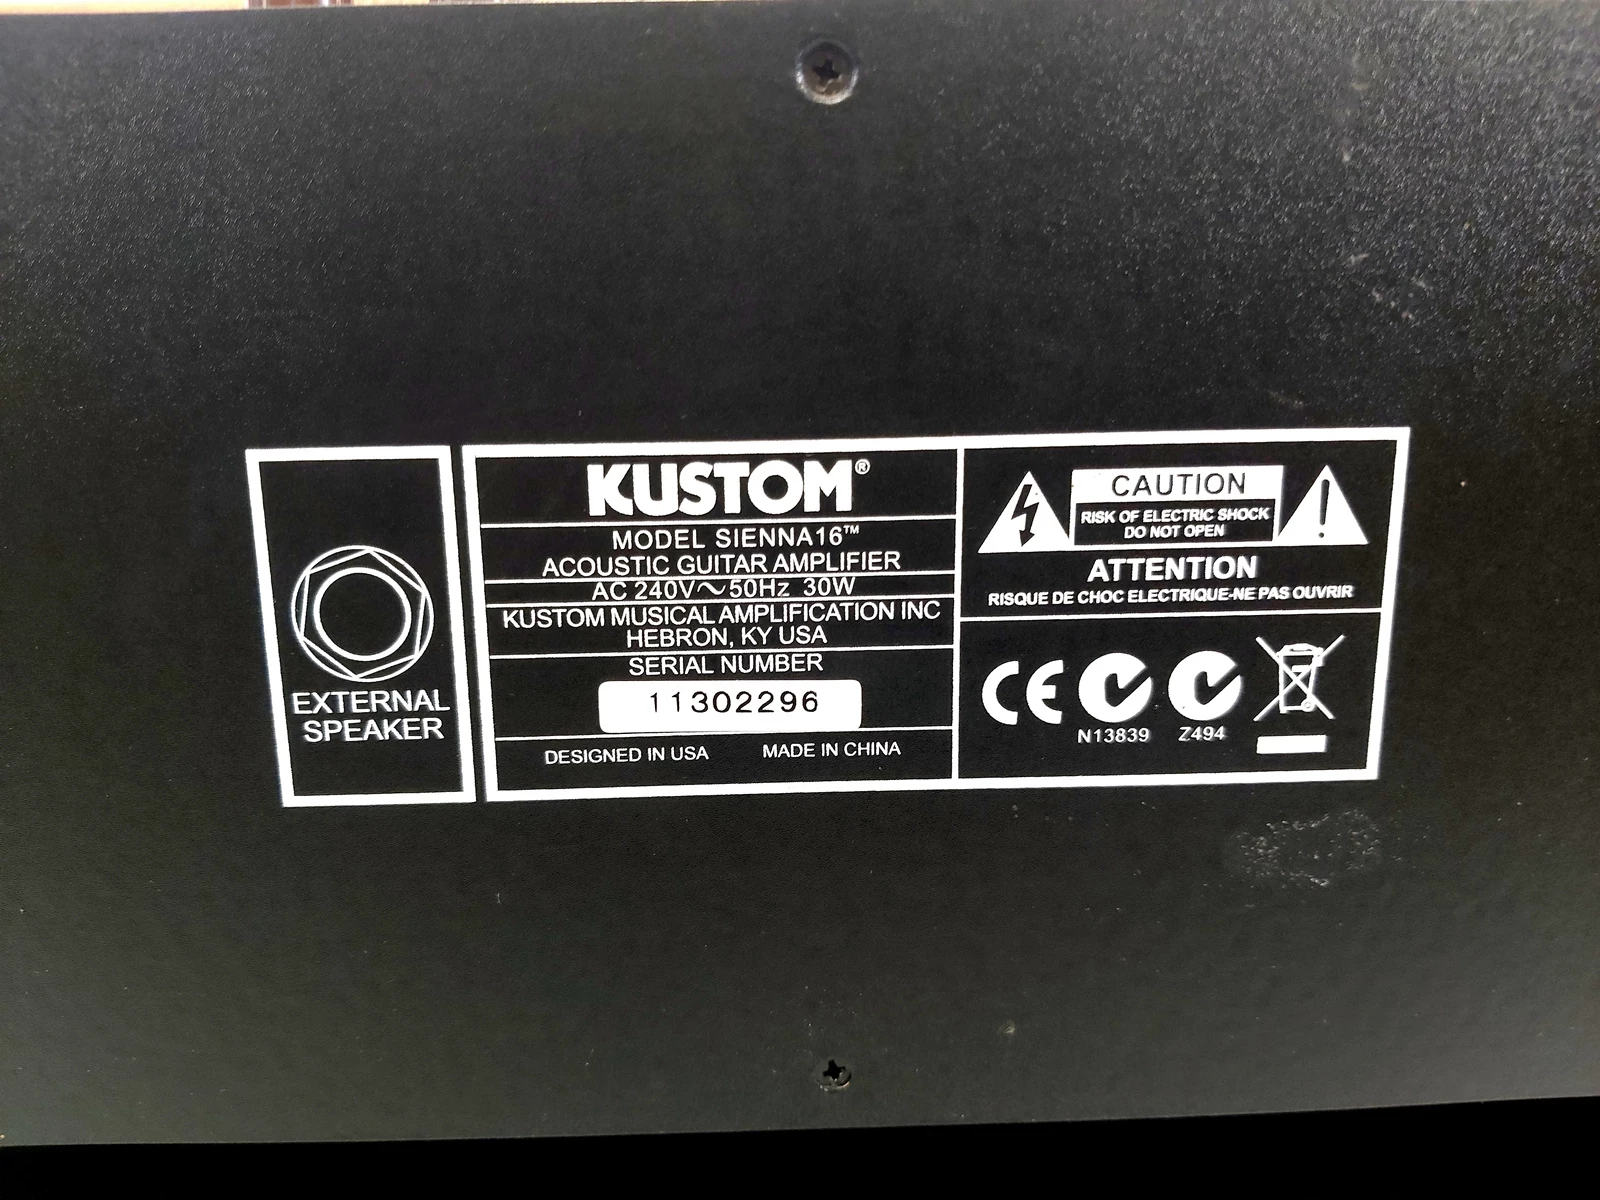 EXTERNAL
SPEAKER
KUSTOM®
MODEL SIENNA16™
ACOUSTIC GUITAR AMPLIFIER
AC 240V～50Hz 30W
KUSTOM MUSICAL AMPLIFICATION INC
HEBRON, KY USA
SERIAL NUMBER
11302296
DESIGNED IN USA MADE IN CHINA
CAUTION
RISK OF ELECTRIC SHOCK
DO NOT OPEN
ATTENTION
RISQUE DE CHOC ELECTRIQUE-NE PAS OUVRIR
CE
N13839 Z494